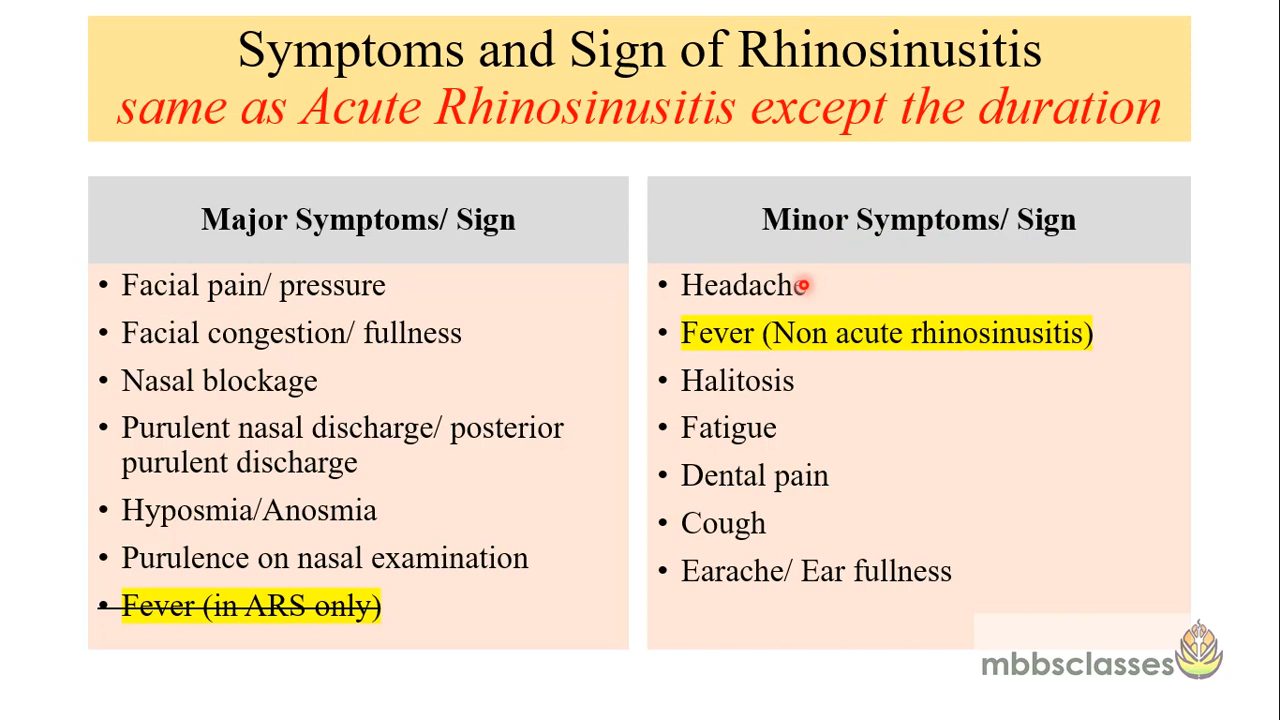 Symptoms and Sign of Rhinosinusitis
same as Acute Rhinosinusitis except the duration
Major Symptoms/ Sign
• Facial pain/ pressure
• Facial congestion/ fullness
• Nasal blockage
• Purulent nasal discharge/ posterior
purulent discharge
• Hyposmia/Anosmia
• Purulence on nasal examination
• Fever (in ARS only)
Minor Symptoms/ Sign
• Headache
• Fever (Non acute rhinosinusitis)
• Halitosis
• Fatigue
• Dental pain
• Cough
• Earache/ Ear fullness
mbbsclasses